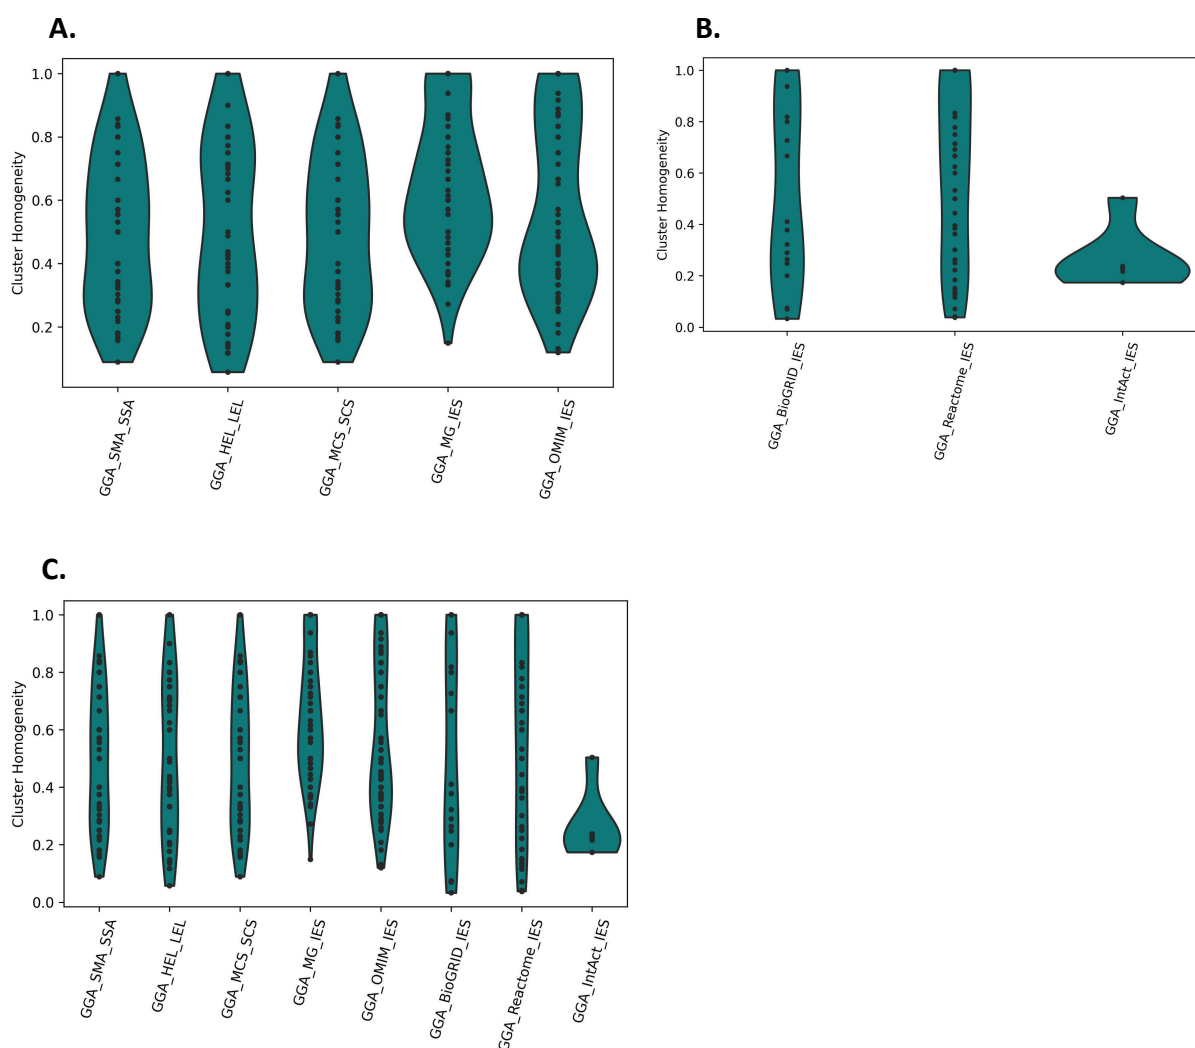 A.
Cluster Homogeneity
1.0
0.8
0.6
0.4
0.2
GGA_SMA_SSA
GGA_HEL_LEL
GGA_MCS_SCS
GGA_MG_IES
GGA_OMIM_IES
B.
Cluster Homogeneity
1.0
0.8
0.6
0.4
0.2
0.0
GGA_BioGRID_IES
GGA_Reactome_IES
GGA_IntAct_IES
C.
Cluster Homogeneity
1.0
0.8
0.6
0.4
0.2
0.0
GGA_SMA_SSA
GGA_HEL_LEL
GGA_MCS_SCS
GGA_MG_IES
GGA_OMIM_IES
GGA_BioGRID_IES
GGA_Reactome_IES
GGA_IntAct_IES